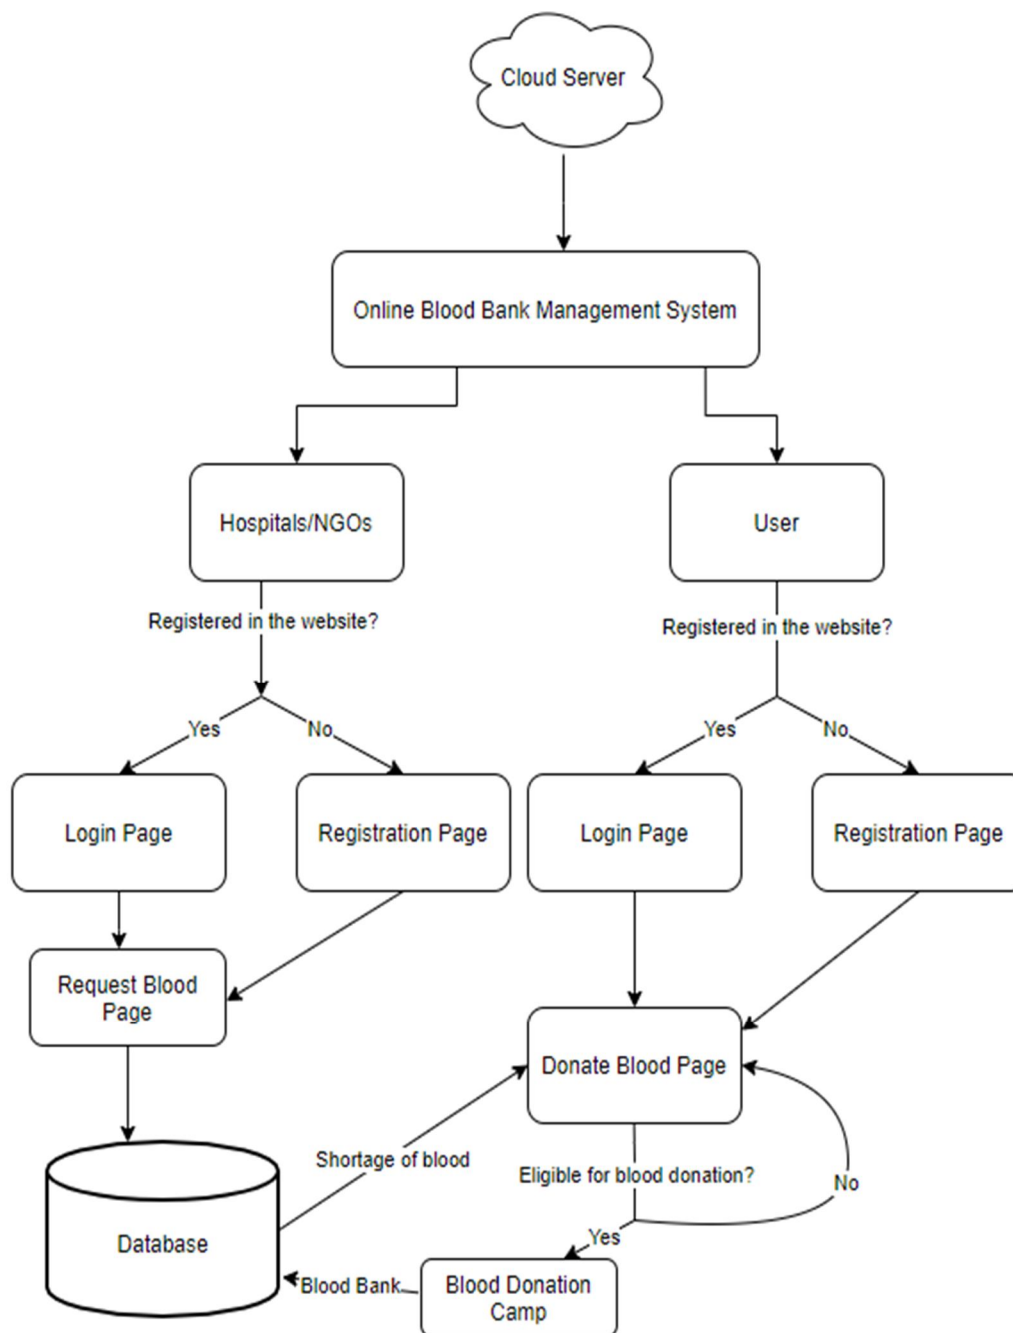 Cloud Server
Online Blood Bank Management System
Hospitals/NGOs
User
Registered in the website?
Registered in the website?
Yes
No
Yes
No
Login Page
Registration Page
Login Page
Registration Page
Request Blood
Page
Donate Blood Page
Shortage of blood
Eligible for blood donation?
No
Database
Yes
Blood Bank
Blood Donation
Camp